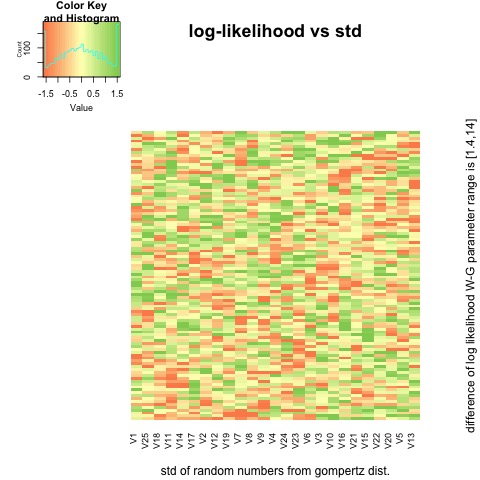 Color Key
and Histogram
Count
0 100
-1.5 -0.5 0.5 1.5
Value
log-likelihood vs std
difference of log likelihood W-G parameter range is [1.4,14]
V1 V25 V18 V11 V14 V17 V2 V12 V19 V7 V8 V9 V4 V24 V23 V6 V3 V10 V16 V21 V15 V22 V20 V5 V13
std of random numbers from gompertz dist.